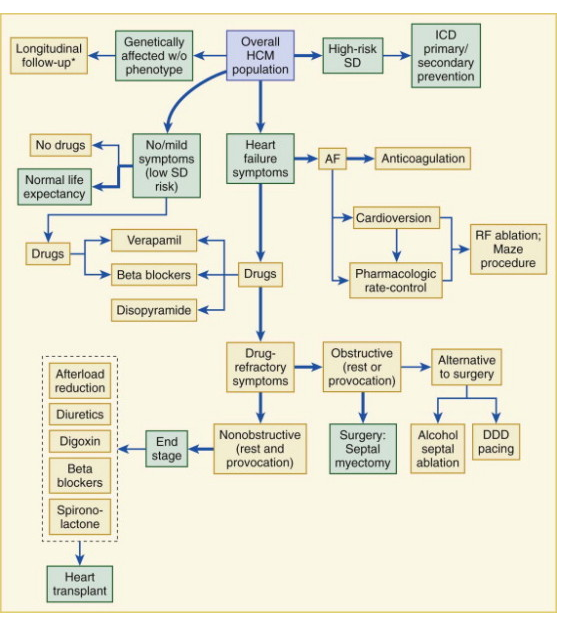 Longitudinal
follow-up*
Genetically
affected w/o
phenotype
Overall
HCM
population
High-risk
SD
ICD
primary/
secondary
prevention
No drugs
Normal life
expectancy
No/mild
symptoms
(low SD
risk)
Heart
failure
symptoms
AF
Anticoagulation
Cardioversion
Pharmacologic
rate-control
RF ablation;
Maze
procedure
Drugs
Verapamil
Beta blockers
Disopyramide
Drugs
Drug-
refractory
symptoms
Obstructive
(rest or
provocation)
Alternative
to surgery
Afterload
reduction
Diuretics
Digoxin
Beta
blockers
Spirono-
lactone
End
stage
Nonobstructive
(rest and
provocation)
Surgery:
Septal
myectomy
Alcohol
septal
ablation
DDD
pacing
Heart
transplant